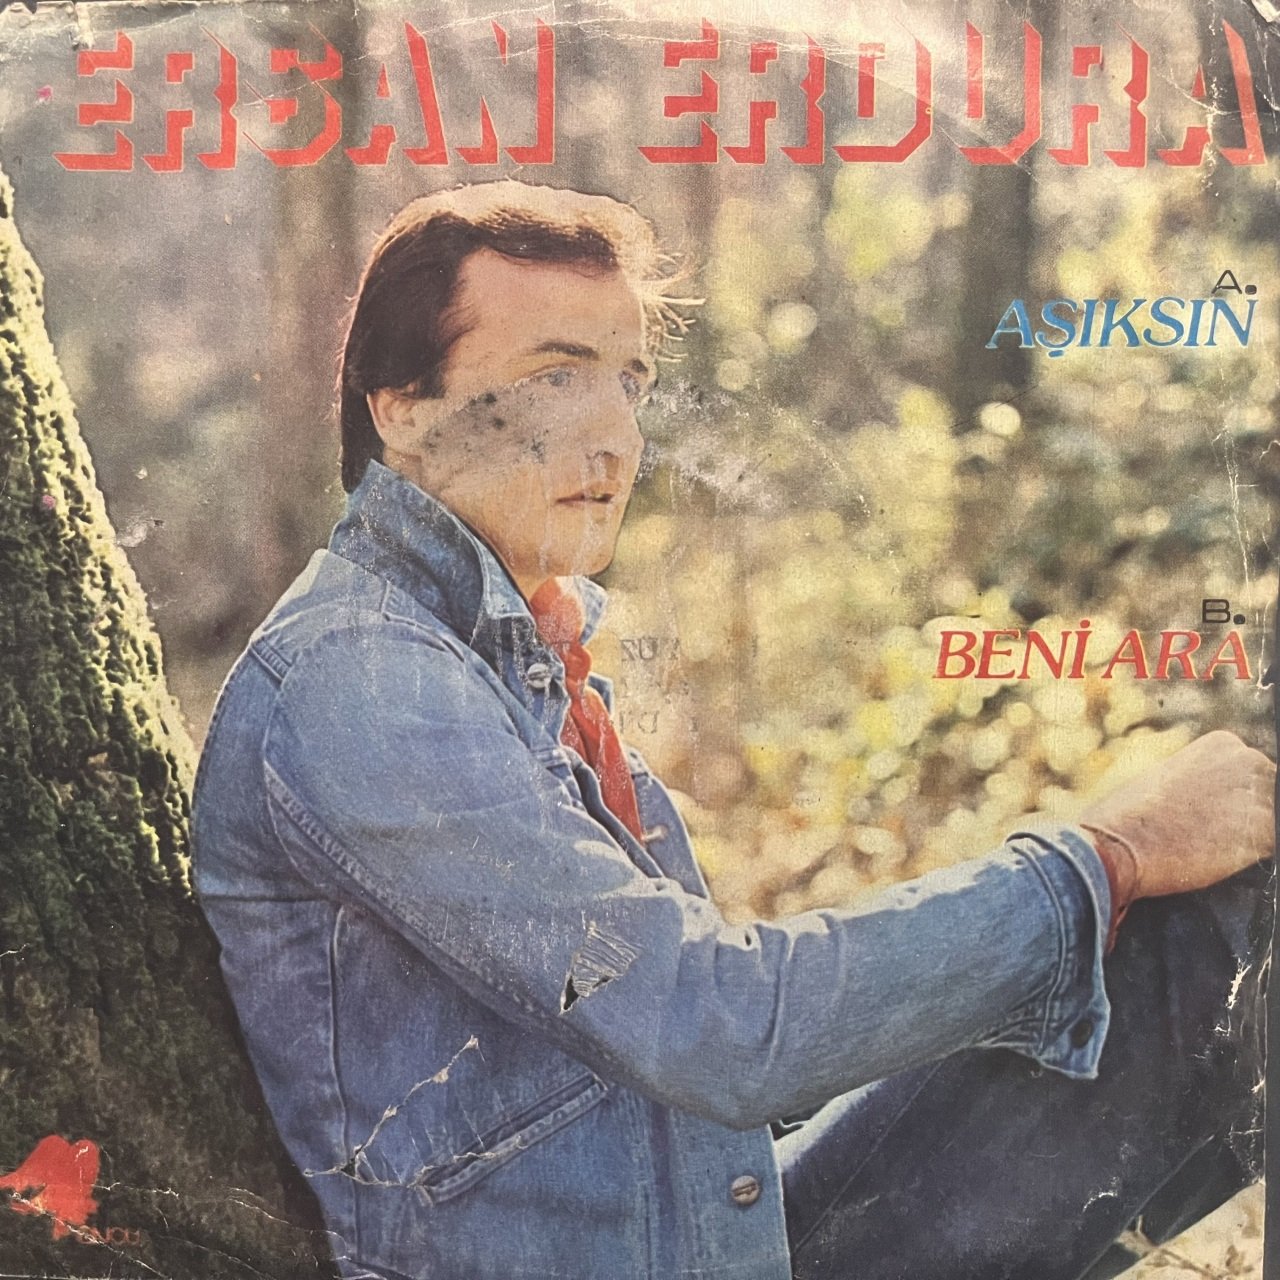 ERSAN ERDURA
A.
AŞIKSIN
B.
BENİ ARA